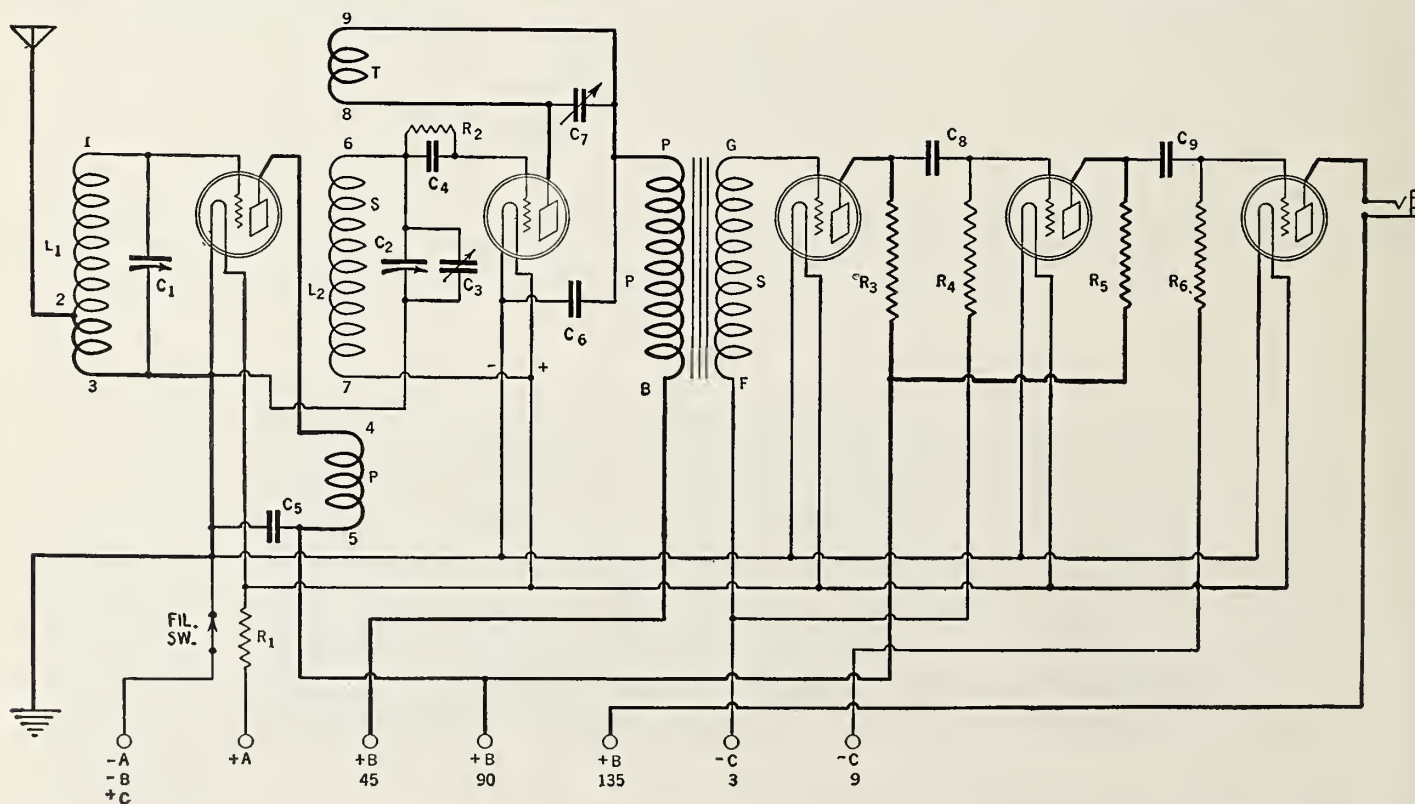 9
T
8
C7
1
6
R2
C4
P
G
C8
C9
S
L1
C1
C2
C3
L2
2
P
S
R3
R4
R5
R6
C6
3
7
-
+
B
F
4
P
C5
5
FIL.
SW.
R1
-A
-B
+C
+A
+B
45
+B
90
+B
135
-C
3
-C
9